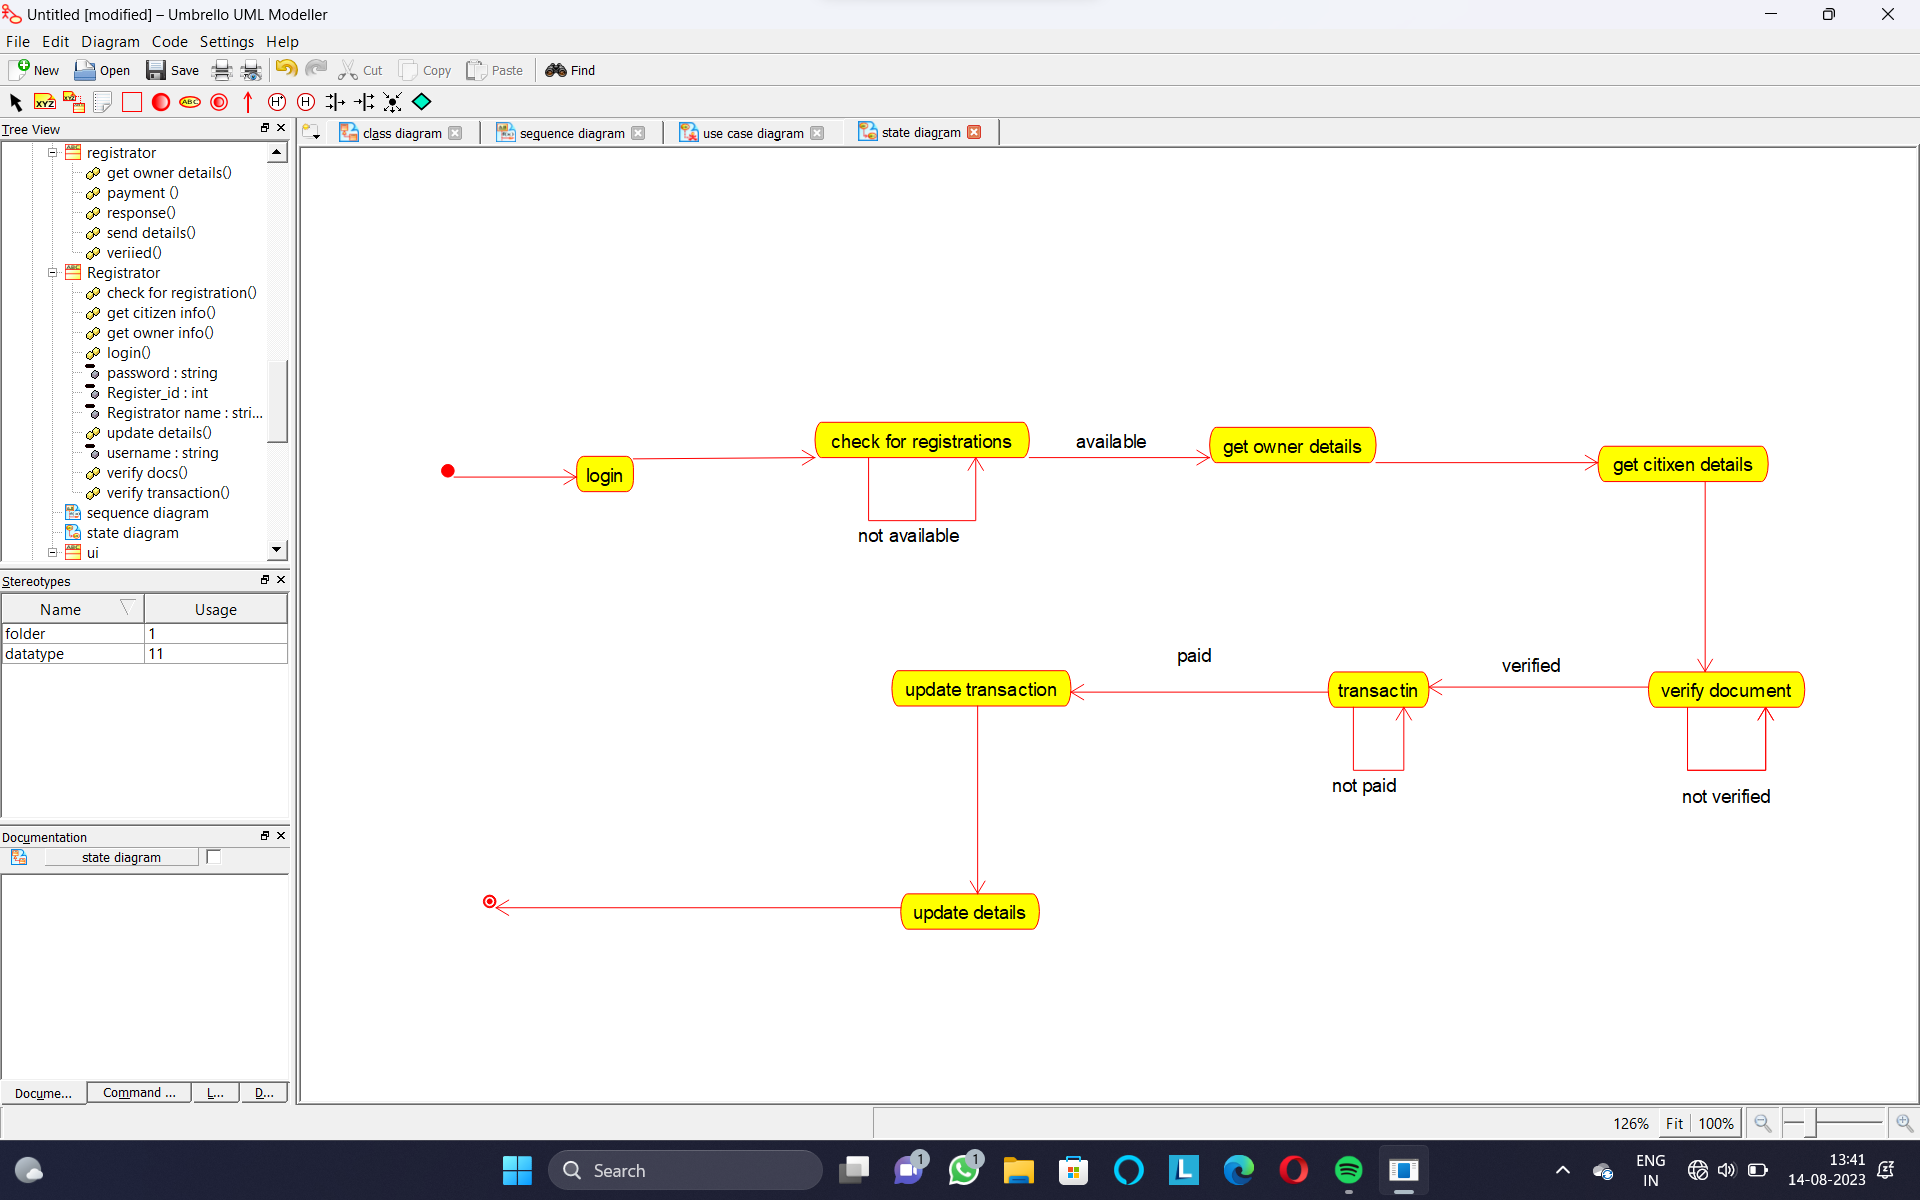 Untitled [modified] – Umbrello UML Modeller
File Edit Diagram Code Settings Help
New Open Save Cut Copy Paste Find
XYZ XYZ ABC H* H
Tree View
class diagram sequence diagram use case diagram state diagram
registrator
get owner details()
payment ()
response()
send details()
veriied()
Registrator
check for registration()
get citizen info()
get owner info()
login()
password : string
Register_id : int
Registrator name : stri...
update details()
username : string
verify docs()
verify transaction()
sequence diagram
state diagram
ui
Stereotypes
Name Usage
folder 1
datatype 11
Documentation
state diagram
Docume... Command ... L... D...
check for registrations available get owner details
get citixen details
login
not available
paid
verified
update transaction transactin verify document
not paid
not verified
update details
126% Fit 100%
Search
1
1
ENG
IN
13:41
14-08-2023